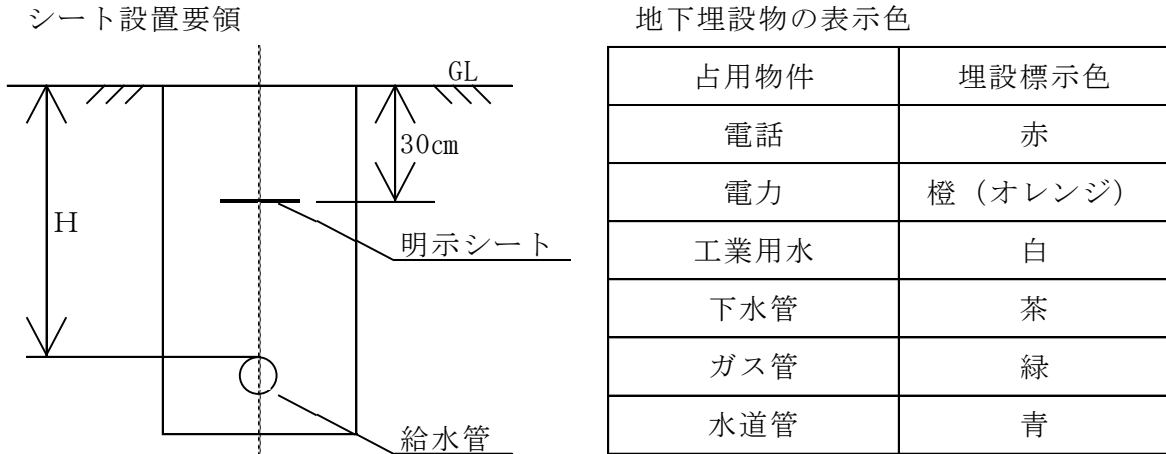 シート設置要領
GL
30cm
H
明示シート
給水管
地下埋設物の表示色
占用物件 埋設標示色
電話 赤
電力 橙（オレンジ）
工業用水 白
下水管 茶
ガス管 緑
水道管 青